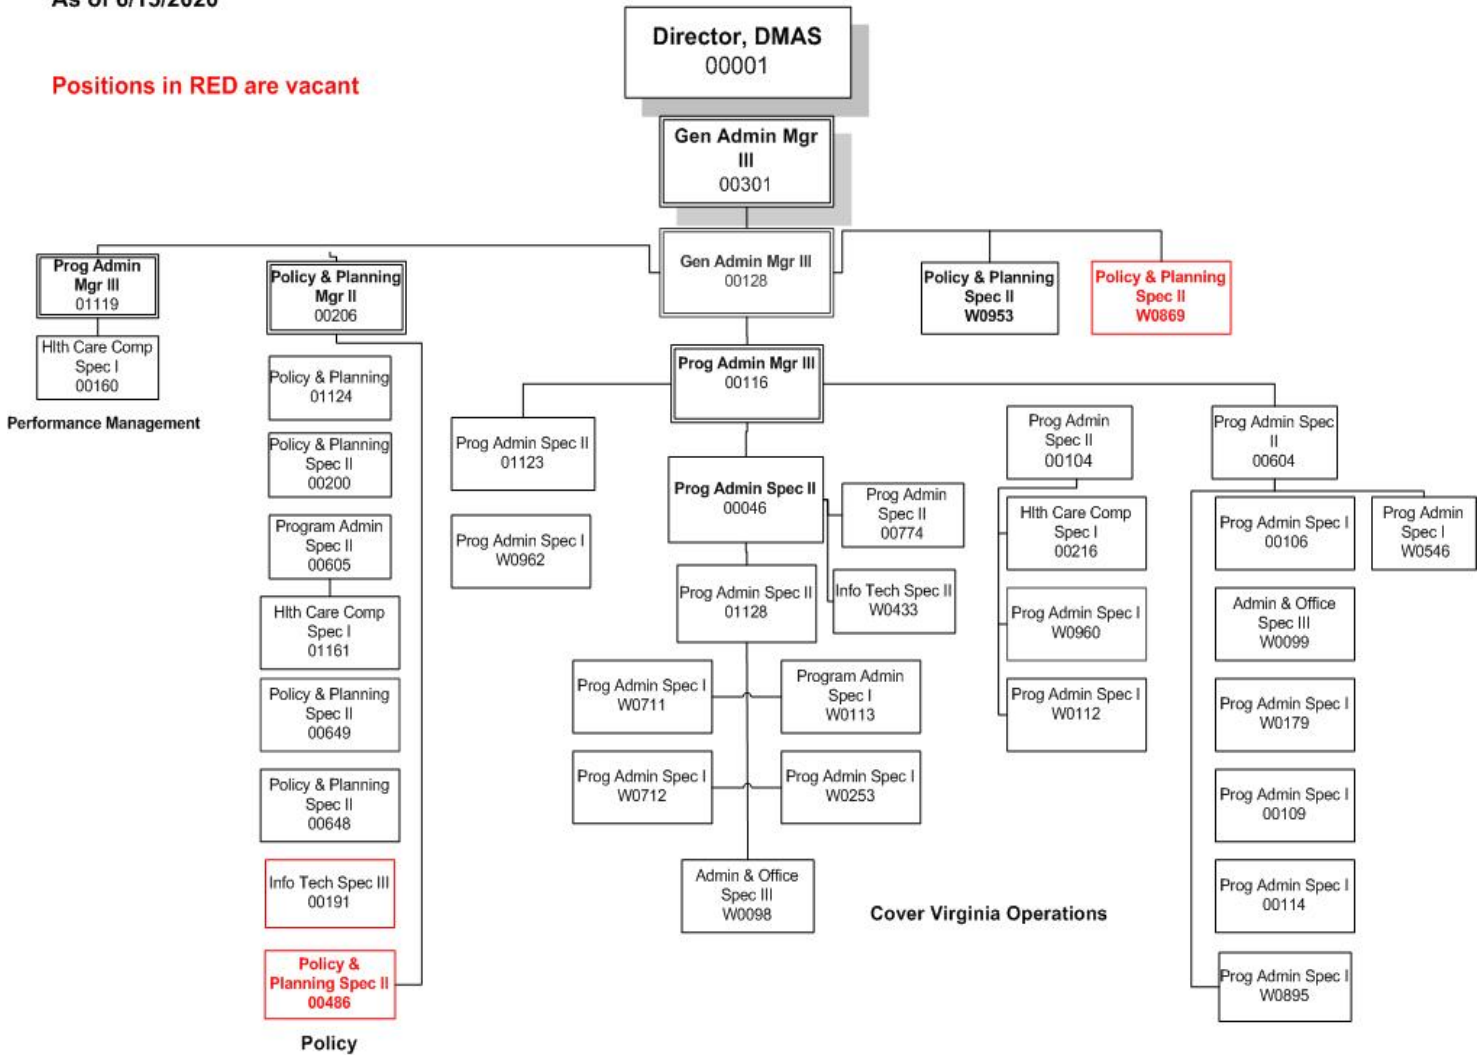 As of 6/15/2020
Positions in RED are vacant
Director, DMAS
00001
Gen Admin Mgr
III
00301
Gen Admin Mgr III
00128
Prog Admin
Mgr III
01119
Hlth Care Comp
Spec I
00160
Performance Management
Policy & Planning
Mgr II
00206
Policy & Planning
Spec II
W0953
Policy & Planning
Spec II
W0869
Policy & Planning
01124
Policy & Planning
Spec II
00200
Program Admin
Spec II
00605
Hlth Care Comp
Spec I
01161
Policy & Planning
Spec II
00649
Policy & Planning
Spec II
00648
Info Tech Spec III
00191
Policy &
Planning Spec II
00486
Policy
Prog Admin Mgr III
00116
Prog Admin Spec II
01123
Prog Admin Spec I
W0962
Prog Admin Spec II
00046
Prog Admin
Spec II
00774
Info Tech Spec II
W0433
Prog Admin Spec II
01128
Prog Admin Spec I
W0711
Program Admin
Spec I
W0113
Prog Admin Spec I
W0712
Prog Admin Spec I
W0253
Admin & Office
Spec III
W0098
Cover Virginia Operations
Prog Admin
Spec II
00104
Hlth Care Comp
Spec I
00216
Prog Admin Spec I
W0960
Prog Admin Spec I
W0112
Prog Admin Spec
II
00604
Prog Admin Spec I
00106
Prog Admin
Spec I
W0546
Admin & Office
Spec III
W0099
Prog Admin Spec I
W0179
Prog Admin Spec I
00109
Prog Admin Spec I
00114
Prog Admin Spec I
W0895